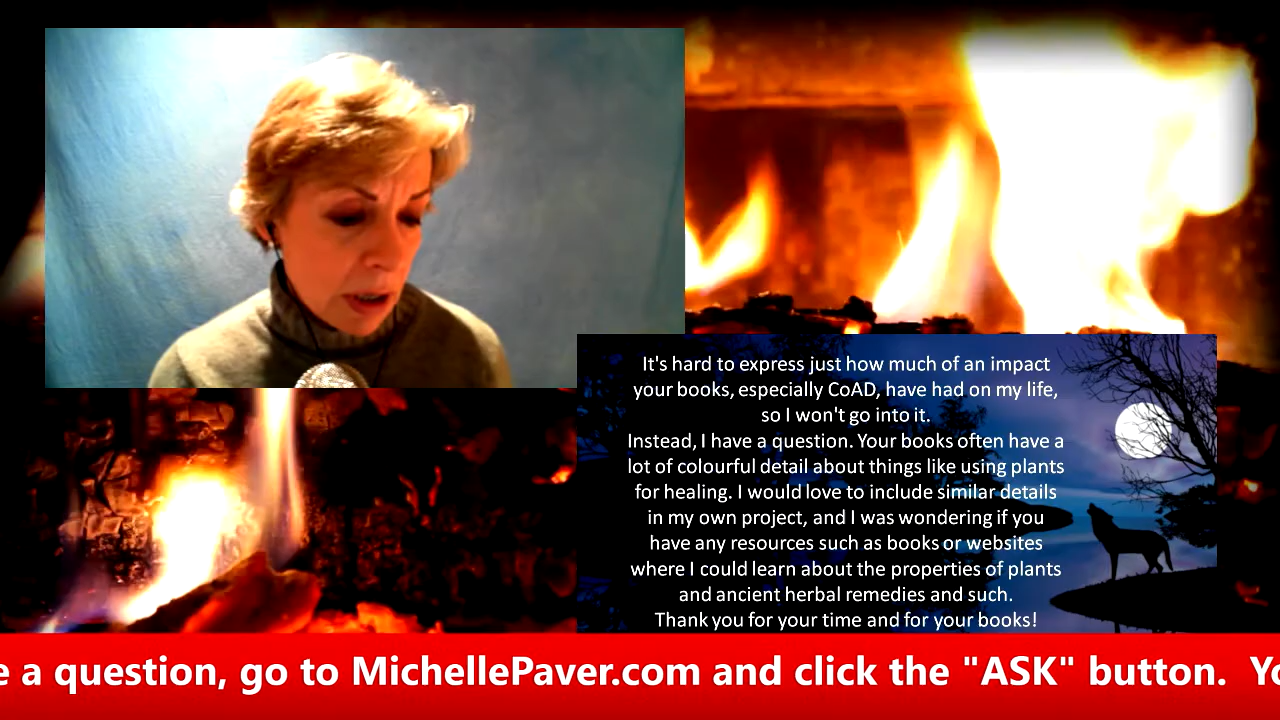 It's hard to express just how much of an impact
your books, especially CoAD, have had on my life,
so I won't go into it.
Instead, I have a question. Your books often have a
lot of colourful detail about things like using plants
for healing. I would love to include similar details
in my own project, and I was wondering if you
have any resources such as books or websites
where I could learn about the properties of plants
and ancient herbal remedies and such.
Thank you for your time and for your books!
a question, go to MichellePaver.com and click the "ASK" button.